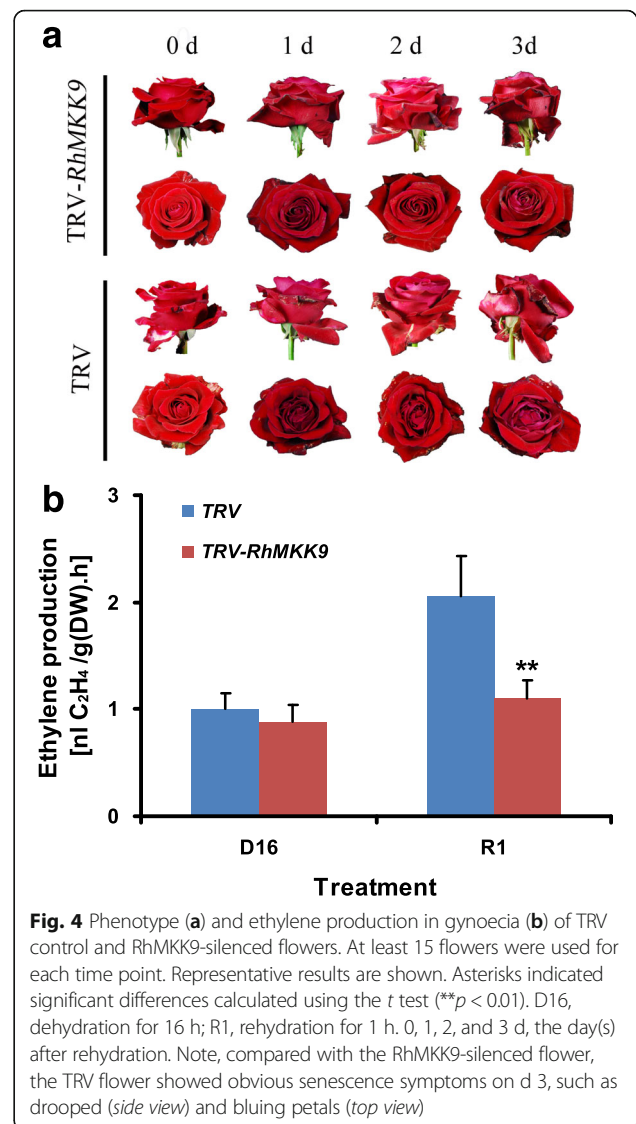 a
0 d 1 d 2 d 3d
TRV-RhMKK9
TRV
b
Ethylene production
[nl C₂H₄ /g(DW).h]
3
2
1
0
TRV
TRV-RhMKK9
**
D16 R1
Treatment
Fig. 4 Phenotype (a) and ethylene production in gynoecia (b) of TRV
control and RhMKK9-silenced flowers. At least 15 flowers were used for
each time point. Representative results are shown. Asterisks indicated
significant differences calculated using the t test (**p < 0.01). D16,
dehydration for 16 h; R1, rehydration for 1 h. 0, 1, 2, and 3 d, the day(s)
after rehydration. Note, compared with the RhMKK9-silenced flower,
the TRV flower showed obvious senescence symptoms on d 3, such as
drooped (side view) and bluing petals (top view)